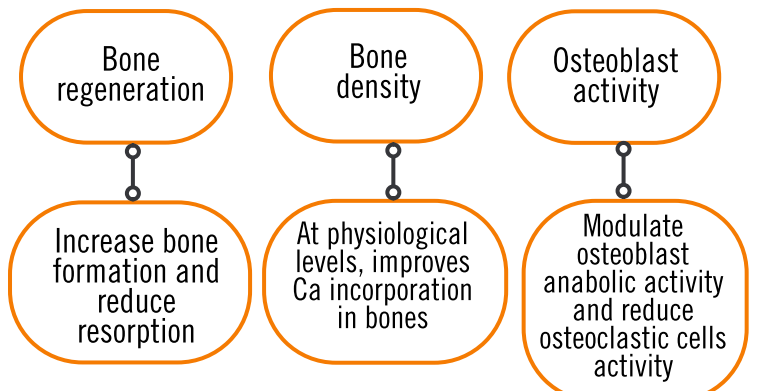 Bone
regeneration
Bone
density
Osteoblast
activity
Increase bone
formation and
reduce
resorption
At physiological
levels, improves
Ca incorporation
in bones
Modulate
osteoblast
anabolic activity
and reduce
osteoclastic cells
activity